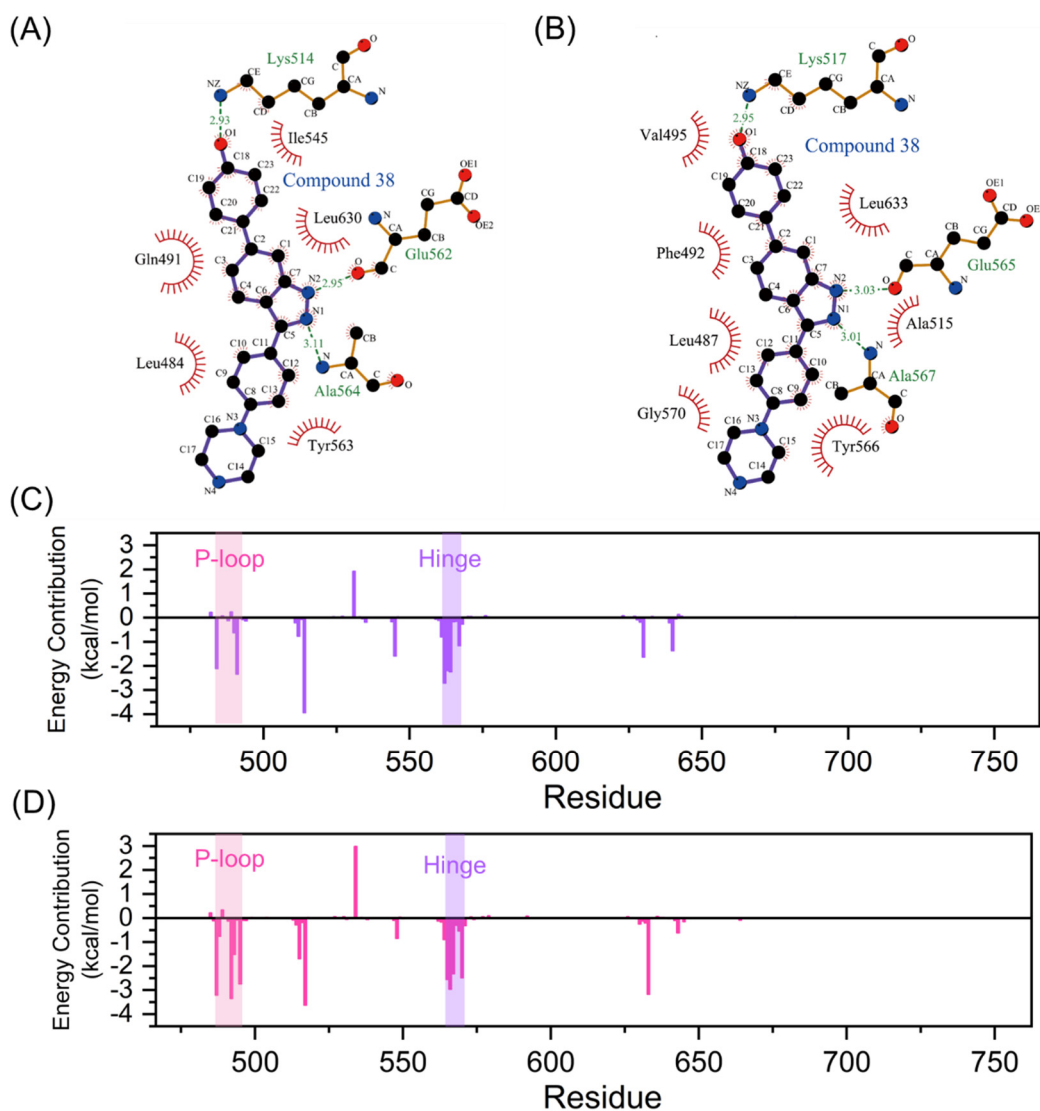 (A)
(B)
Lys514
O
C
CE
NZ
CG
CA
CD
CB
N
2.93
O1
Ile545
C18
C23
C19
Compound 38
C22
C20
C21
Leu630
N
CG
OE1
CD
OE2
CA
CB
Glu562
O
C
2.95
Gln491
C2
C1
C3
C7
C4
N2
C6
N1
C5
3.11
CB
N
CA
C
O
Ala564
Leu484
C10
C11
C12
C9
C13
C8
N3
C16
C15
C17
C14
N4
Tyr563
Lys517
O
C
CE
NZ
CG
CA
CD
CB
N
2.95
O1
Val495
Compound 38
C18
C23
C19
C22
C20
C21
Leu633
OE1
CD
OE
CB
CG
CA
C
Glu565
O
N
3.03
Phe492
C2
C1
C3
C7
C4
N2
C6
N1
C5
Ala515
3.01
N
CA
CB
C
O
Ala567
Leu487
C12
C11
C10
C13
C9
C8
Gly570
N3
C16
C15
C17
C14
N4
Tyr566
(C)
Energy Contribution
(kcal/mol)
3
2
1
0
-1
-2
-3
-4
P-loop
Hinge
500
550
600
650
700
750
Residue
(D)
Energy Contribution
(kcal/mol)
3
2
1
0
-1
-2
-3
-4
P-loop
Hinge
500
550
600
650
700
750
Residue